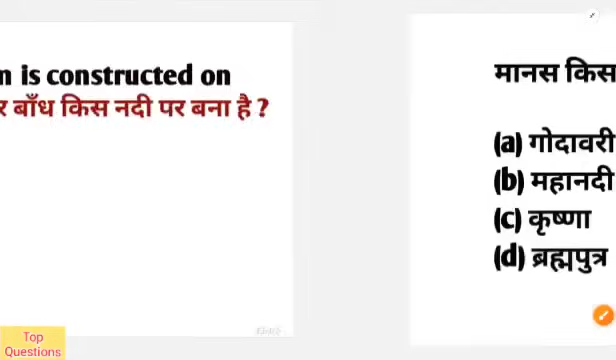 is constructed on
बाँध किस नदी पर बना है ?
मानस किस
(a) गोदावरी
(b) महानदी
(c) कृष्णा
(d) ब्रह्मपुत्र
Top
Questions